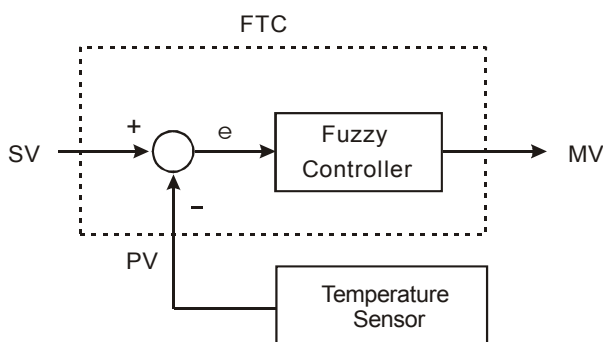 FTC
+
e
Fuzzy
Controller
SV
MV
-
PV
Temperature
Sensor